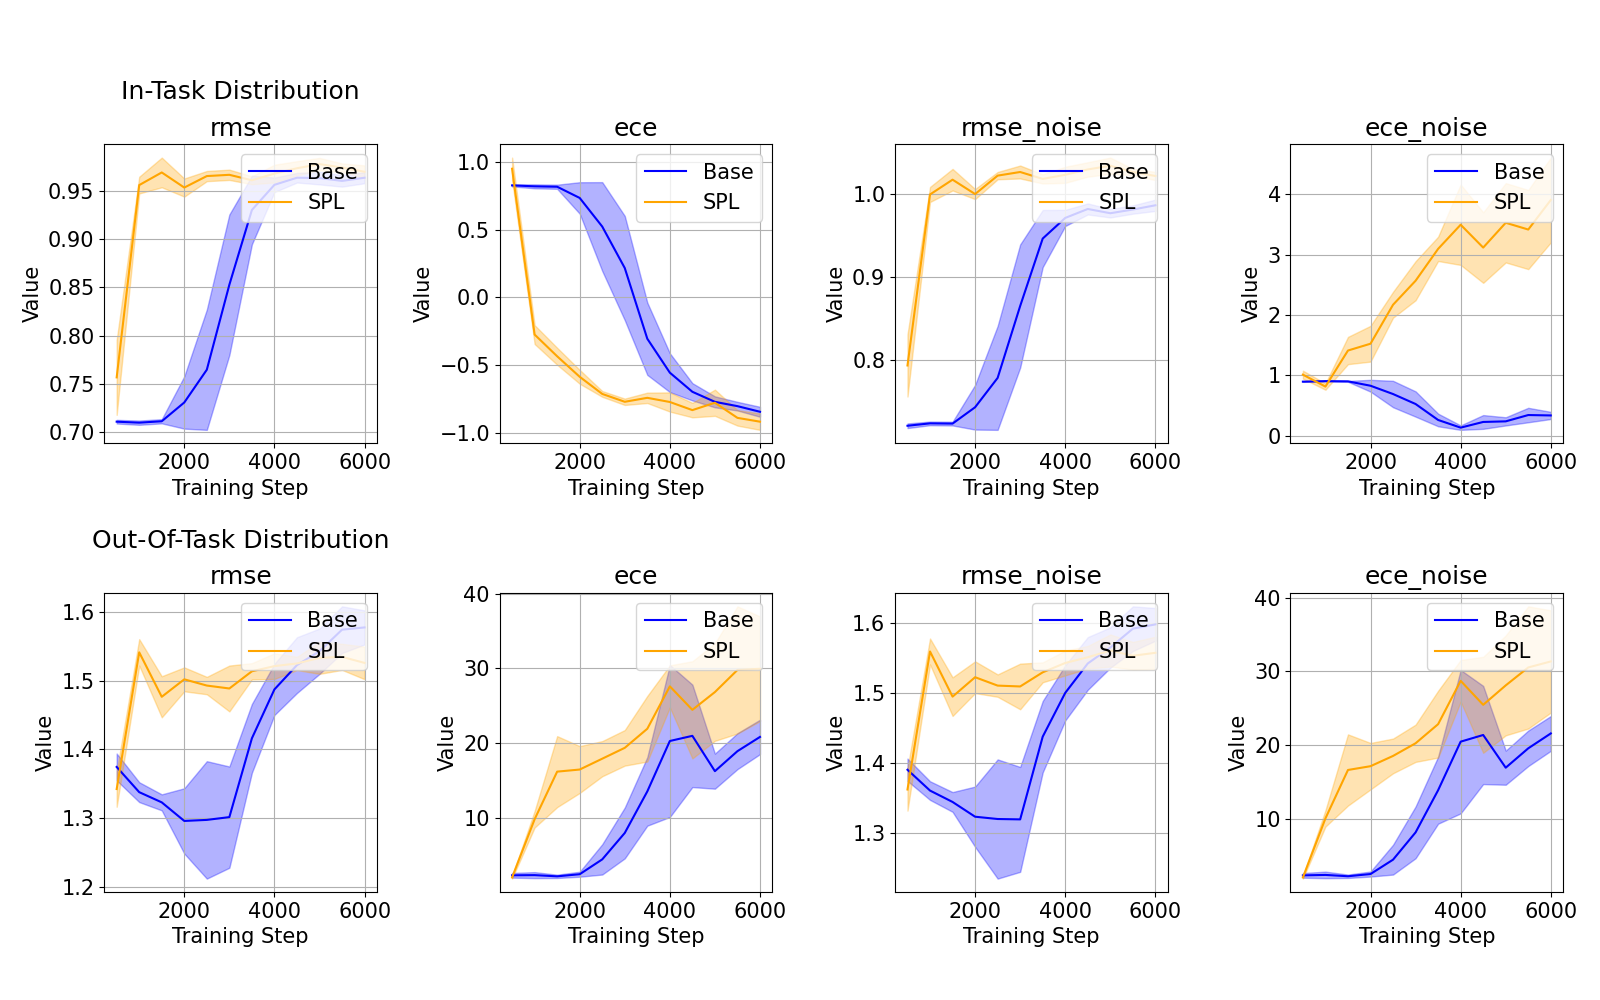 In-Task Distribution
rmse
ece
rmse_noise
ece_noise
Value
0.95
0.90
0.85
0.80
0.75
0.70
2000 4000 6000
Training Step
Base
SPL
Value
1.0
0.5
0.0
−0.5
−1.0
2000 4000 6000
Training Step
Base
SPL
Value
1.0
0.9
0.8
2000 4000 6000
Training Step
Base
SPL
Value
4
3
2
1
0
2000 4000 6000
Training Step
Base
SPL
Out-Of-Task Distribution
rmse
ece
rmse_noise
ece_noise
Value
1.6
1.5
1.4
1.3
1.2
2000 4000 6000
Training Step
Base
SPL
Value
40
30
20
10
2000 4000 6000
Training Step
Base
SPL
Value
1.6
1.5
1.4
1.3
2000 4000 6000
Training Step
Base
SPL
Value
40
30
20
10
2000 4000 6000
Training Step
Base
SPL